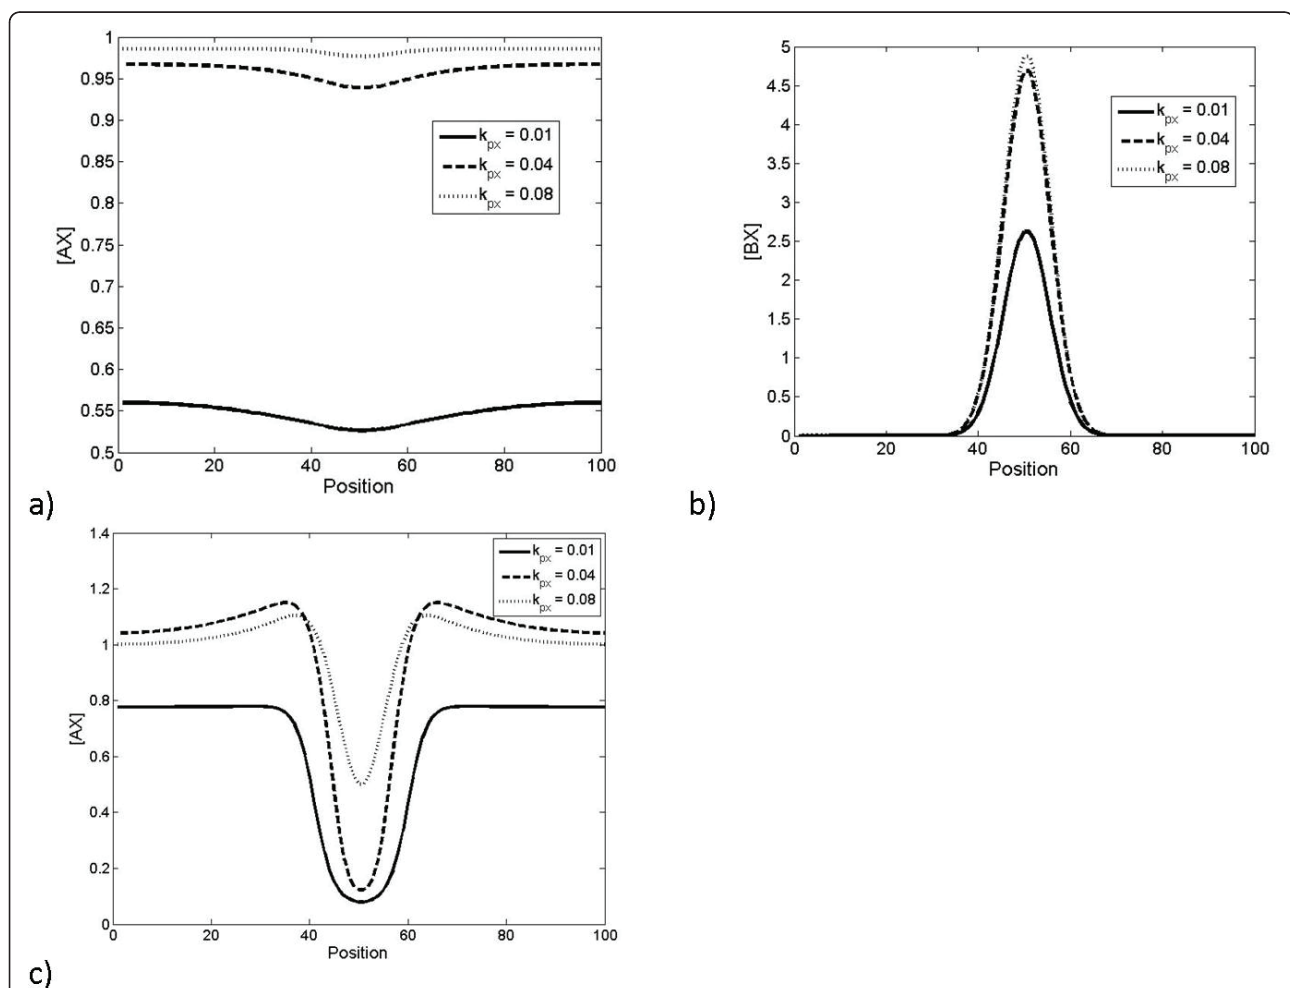 1
0.95
0.9
0.85
0.8
0.75
0.7
0.65
0.6
0.55
0.5
[AX]
k_px = 0.01
k_px = 0.04
k_px = 0.08
0 20 40 60 80 100
Position
a)
5
4.5
4
3.5
3
2.5
2
1.5
1
0.5
0
[BX]
k_px = 0.01
k_px = 0.04
k_px = 0.08
0 20 40 60 80 100
Position
b)
1.4
1.2
1
0.8
0.6
0.4
0.2
0
[AX]
k_px = 0.01
k_px = 0.04
k_px = 0.08
0 20 40 60 80 100
Position
c)